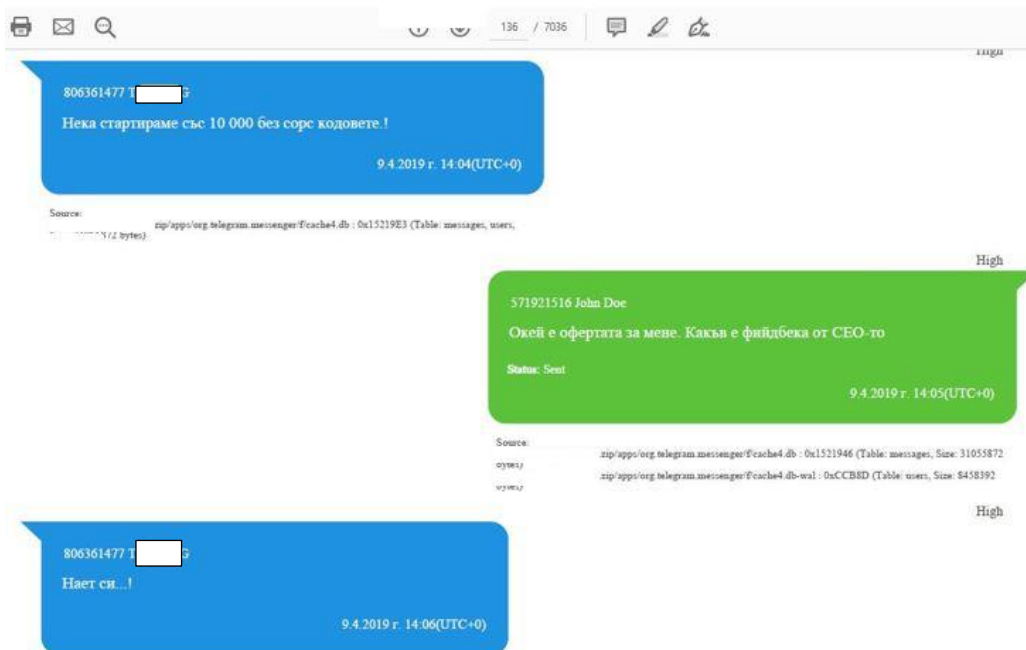 136 / 7036
High
806361477 T G
Нека стартираме със 10 000 без сорс кодовете.!
9.4.2019 г. 14:04(UTC+0)
Source:
zip/apps/org.telegram.messenger/f/cache4.db : 0x15219E3 (Table: messages, users,
bytes)
High
571921516 John Doe
Окей е офертата за мене. Какъв е фийдбека от СЕО-то
Status: Sent
9.4.2019 г. 14:05(UTC+0)
Source:
.zip/apps/org.telegram.messenger/f/cache4.db : 0x1521946 (Table: messages, Size: 31055872
bytes)
.zip/apps/org.telegram.messenger/f/cache4.db-wal : 0xCCB8D (Table: users, Size: 8458392
bytes)
High
806361477 T G
Нает си...!
9.4.2019 г. 14:06(UTC+0)